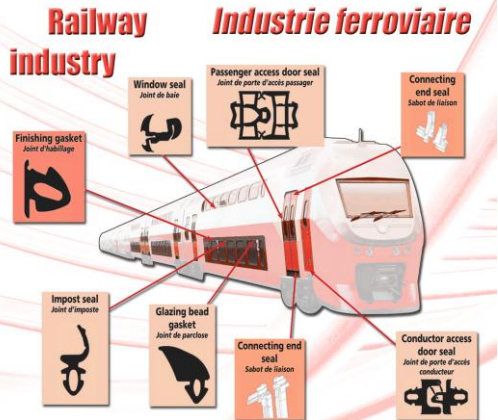 Railway
industry
Industrie ferroviaire
Window seal
Joint de baie
Passenger access door seal
Joint de porte d'accès passager
Connecting
end seal
Sabot de liaison
Finishing gasket
Joint d'habillage
Impost seal
Joint d'imposte
Glazing bead
gasket
Joint de parclose
Connecting end
seal
Sabot de liaison
Conductor access
door seal
Joint de porte d'accès
conducteur